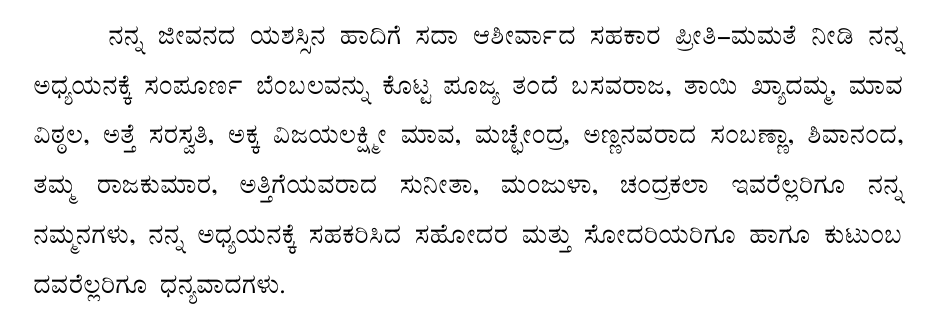 ನನ್ನ ಜೀವನದ ಯಶಸ್ಸಿನ ಹಾದಿಗೆ ಸದಾ ಆಶೀರ್ವಾದ ಸಹಕಾರ ಪ್ರೀತಿ–ಮಮತೆ ನೀಡಿ ನನ್ನ
ಅಧ್ಯಯನಕ್ಕೆ ಸಂಪೂರ್ಣ ಬೆಂಬಲವನ್ನು ಕೊಟ್ಟ ಪೂಜ್ಯ ತಂದೆ ಬಸವರಾಜ, ತಾಯಿ ಖ್ಯಾದಮ್ಮ, ಮಾವ
ವಿಠ್ಠಲ, ಅತ್ತೆ ಸರಸ್ವತಿ, ಅಕ್ಕ ವಿಜಯಲಕ್ಷ್ಮೀ ಮಾವ, ಮಚ್ಛೇಂದ್ರ, ಅಣ್ಣನವರಾದ ಸಂಬಣ್ಣಾ, ಶಿವಾನಂದ,
ತಮ್ಮ ರಾಜಕುಮಾರ, ಅತ್ತಿಗೆಯವರಾದ ಸುನೀತಾ, ಮಂಜುಳಾ, ಚಂದ್ರಕಲಾ ಇವರೆಲ್ಲರಿಗೂ ನನ್ನ
ನಮ್ಮನಗಳು, ನನ್ನ ಅಧ್ಯಯನಕ್ಕೆ ಸಹಕರಿಸಿದ ಸಹೋದರ ಮತ್ತು ಸೋದರಿಯರಿಗೂ ಹಾಗೂ ಕುಟುಂಬ
ದವರೆಲ್ಲರಿಗೂ ಧನ್ಯವಾದಗಳು.